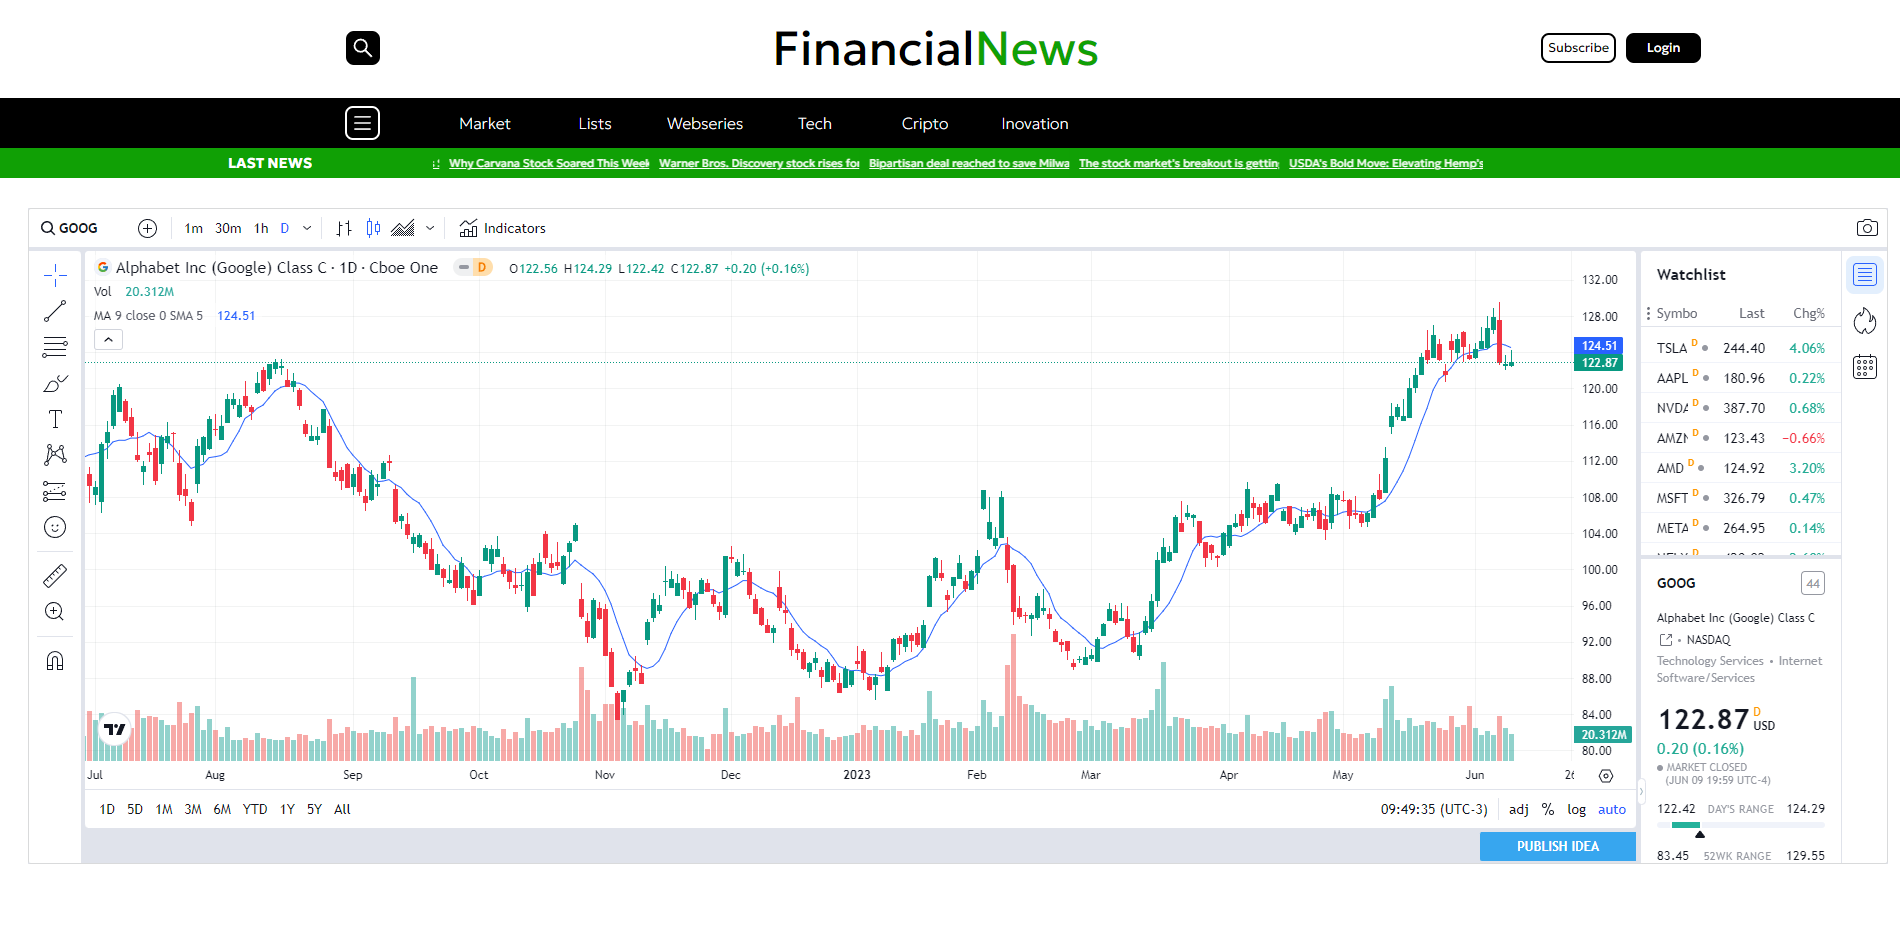 FinancialNews
Subscribe
Login
Market Lists Webseries Tech Cripto Inovation
LAST NEWS
Why Carvana Stock Soared This Week Warner Bros. Discovery stock rises for Bipartisan deal reached to save Milwa The stock market's breakout is getting USDA's Bold Move: Elevating Hemp's
GOOG 1m 30m 1h D Indicators
Alphabet Inc (Google) Class C · 1D · Cboe One D O122.56 H124.29 L122.42 C122.87 +0.20 (+0.16%)
Vol 20.312M
MA 9 close 0 SMA 5 124.51
132.00
128.00
124.51
122.87
120.00
116.00
112.00
108.00
104.00
100.00
96.00
92.00
88.00
84.00
20.312M
80.00
Jul Aug Sep Oct Nov Dec 2023 Feb Mar Apr May Jun 26
1D 5D 1M 3M 6M YTD 1Y 5Y All
09:49:35 (UTC-3) adj % log auto
PUBLISH IDEA
Watchlist
Symbo Last Chg%
TSLA D 244.40 4.06%
AAPL D 180.96 0.22%
NVDA D 387.70 0.68%
AMZN D 123.43 −0.66%
AMD D 124.92 3.20%
MSFT D 326.79 0.47%
META D 264.95 0.14%
GOOG
44
Alphabet Inc (Google) Class C
• NASDAQ
Technology Services • Internet
Software/Services
122.87 D USD
0.20 (0.16%)
MARKET CLOSED
(JUN 09 19:59 UTC-4)
122.42 DAY'S RANGE 124.29
83.45 52WK RANGE 129.55